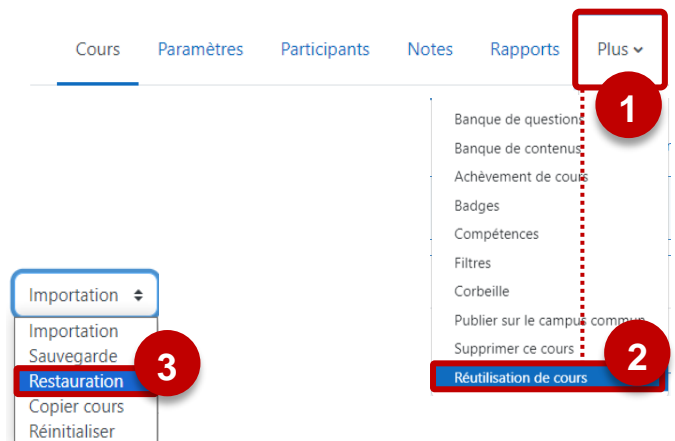 Cours Paramètres Participants Notes Rapports Plus
1
Banque de questions
Banque de contenus
Achèvement de cours
Badges
Compétences
Filtres
Corbeille
Publier sur le campus commun
Supprimer ce cours
2
Réutilisation de cours
Importation
Importation
Sauvegarde
3
Restauration
Copier cours
Réinitialiser